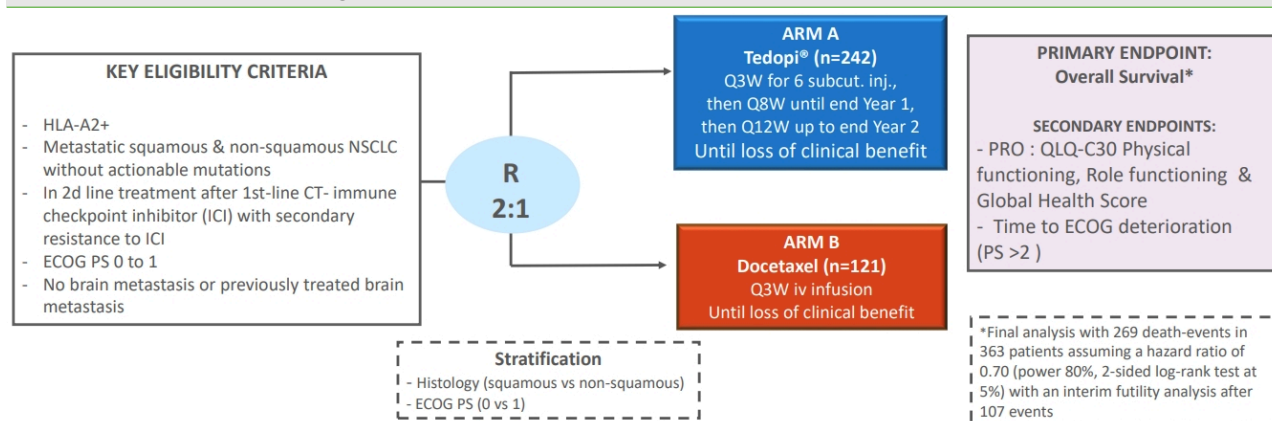 KEY ELIGIBILITY CRITERIA
- HLA-A2+
- Metastatic squamous & non-squamous NSCLC
without actionable mutations
- In 2d line treatment after 1st-line CT- immune
checkpoint inhibitor (ICI) with secondary
resistance to ICI
- ECOG PS 0 to 1
- No brain metastasis or previously treated brain
metastasis
R
2:1
ARM A
Tedopi® (n=242)
Q3W for 6 subcut. inj.,
then Q8W until end Year 1,
then Q12W up to end Year 2
Until loss of clinical benefit
ARM B
Docetaxel (n=121)
Q3W iv infusion
Until loss of clinical benefit
Stratification
- Histology (squamous vs non-squamous)
- ECOG PS (0 vs 1)
PRIMARY ENDPOINT:
Overall Survival*
SECONDARY ENDPOINTS:
- PRO : QLQ-C30 Physical
functioning, Role functioning &
Global Health Score
- Time to ECOG deterioration
(PS >2 )
*Final analysis with 269 death-events in
363 patients assuming a hazard ratio of
0.70 (power 80%, 2-sided log-rank test at
5%) with an interim futility analysis after
107 events